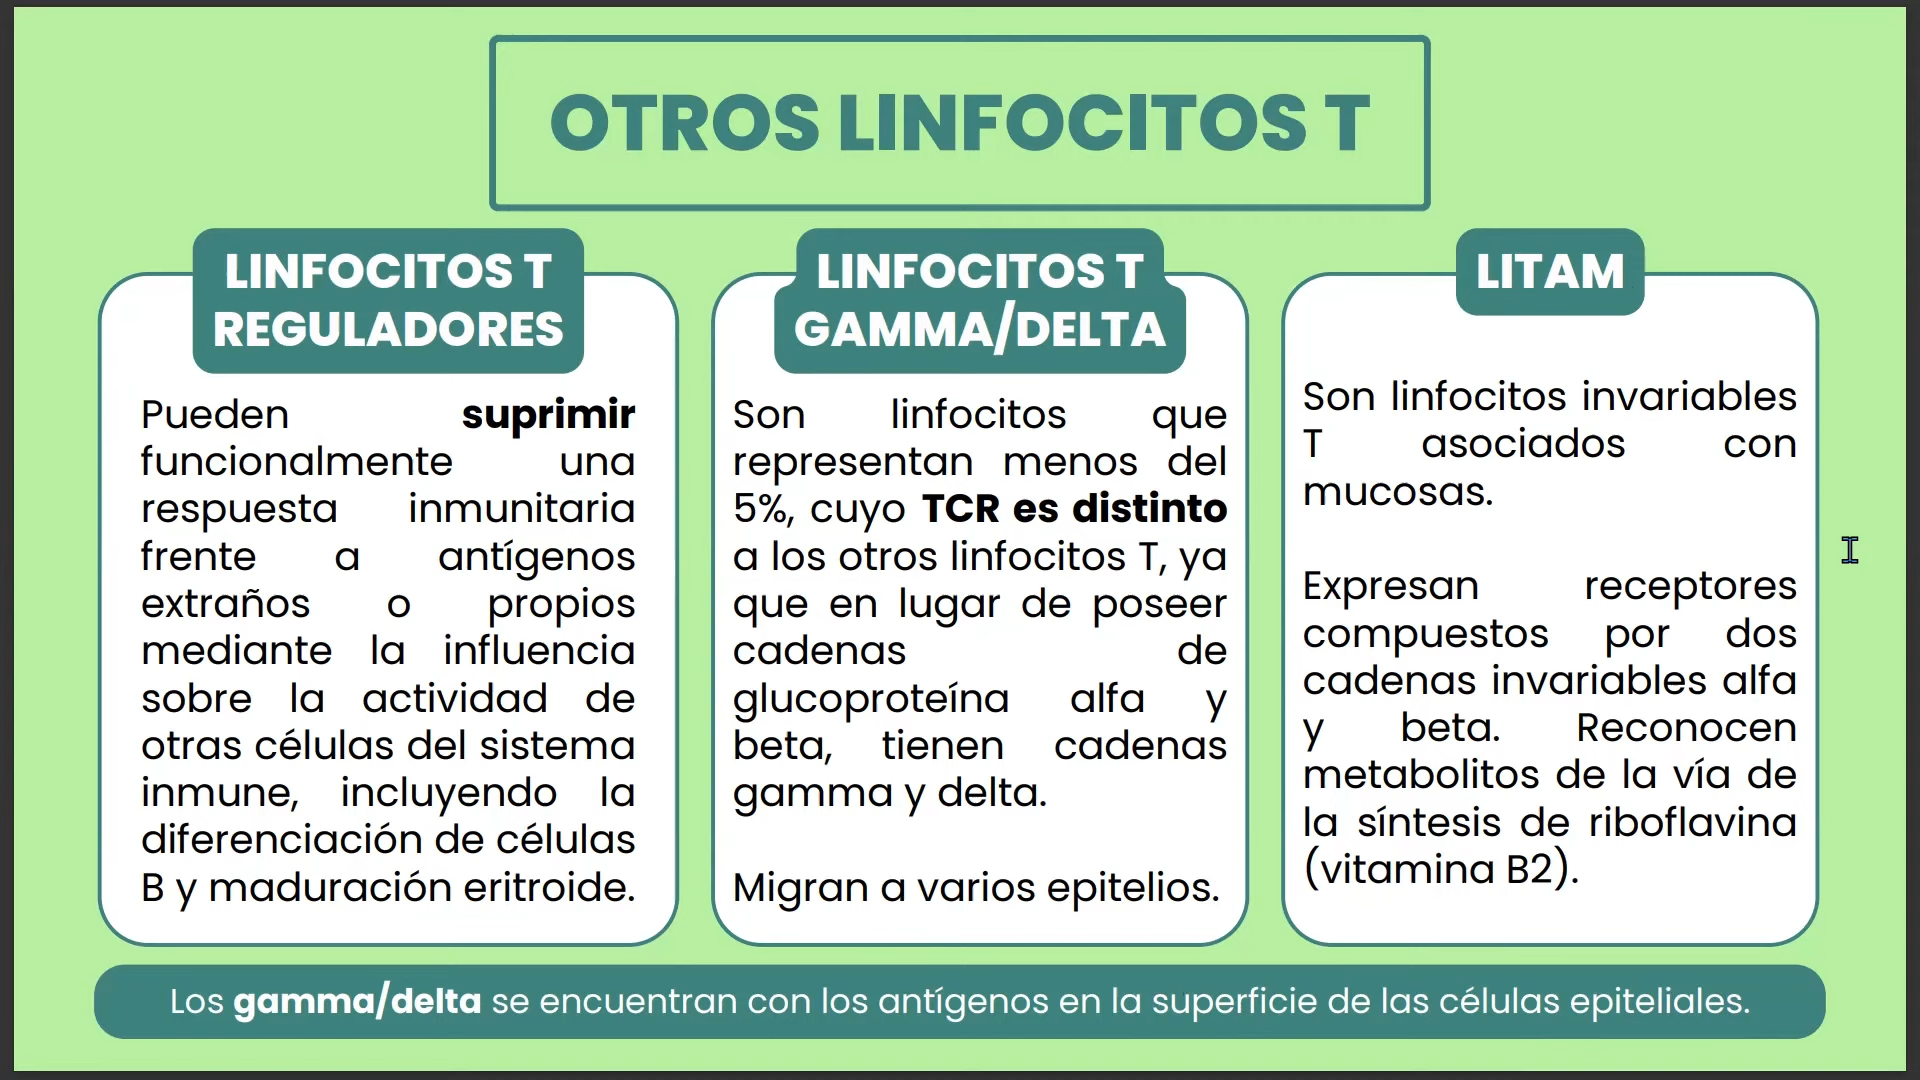 OTROS LINFOCITOS T
LINFOCITOS T
REGULADORES
Pueden suprimir
funcionalmente una
respuesta inmunitaria
frente a antígenos
extraños o propios
mediante la influencia
sobre la actividad de
otras células del sistema
inmune, incluyendo la
diferenciación de células
B y maduración eritroide.
LINFOCITOS T
GAMMA/DELTA
Son linfocitos que
representan menos del
5%, cuyo TCR es distinto
a los otros linfocitos T, ya
que en lugar de poseer
cadenas de
glucoproteína alfa y
beta, tienen cadenas
gamma y delta.
Migran a varios epitelios.
LITAM
Son linfocitos invariables
T asociados con
mucosas.
Expresan receptores
compuestos por dos
cadenas invariables alfa
y beta. Reconocen
metabolitos de la vía de
la síntesis de riboflavina
(vitamina B2).
Los gamma/delta se encuentran con los antígenos en la superficie de las células epiteliales.